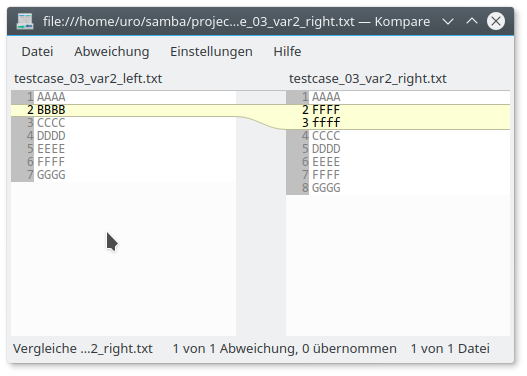 file:///home/uro/samba/projec...e_03_var2_right.txt — Kompare
Datei Abweichung Einstellungen Hilfe
testcase_03_var2_left.txt testcase_03_var2_right.txt
1 AAAA 1 AAAA
2 BBBB 2 FFFF
3 CCCC 3 ffff
4 DDDD 4 CCCC
5 EEEE 5 DDDD
6 FFFF 6 EEEE
7 GGGG 7 FFFF
8 GGGG
Vergleiche ...2_right.txt 1 von 1 Abweichung, 0 übernommen 1 von 1 Datei